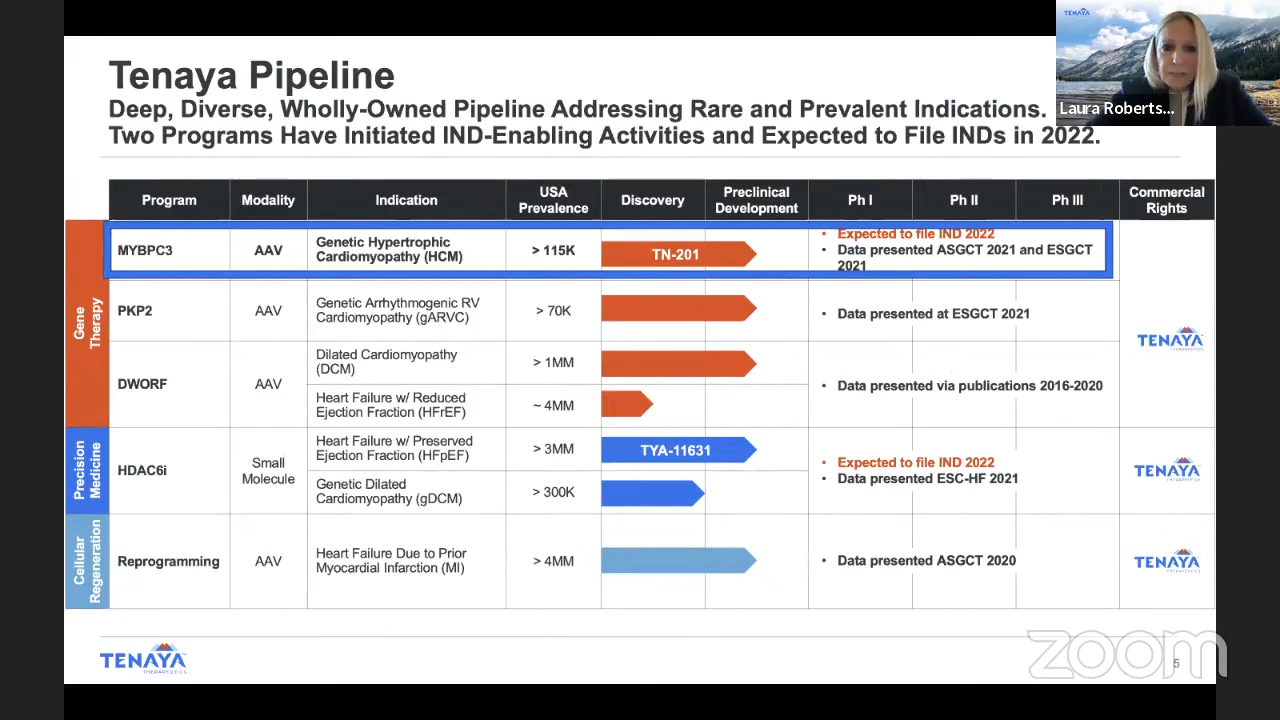 TENAYA
Laura Roberts...
Tenaya Pipeline
Deep, Diverse, Wholly-Owned Pipeline Addressing Rare and Prevalent Indications.
Two Programs Have Initiated IND-Enabling Activities and Expected to File INDs in 2022.
Program
Modality
Indication
USA
Prevalence
Discovery
Preclinical
Development
Ph I
Ph II
Ph III
Commercial
Rights
Gene
Therapy
MYBPC3
AAV
Genetic Hypertrophic
Cardiomyopathy (HCM)
> 115K
TN-201
• Expected to file IND 2022
• Data presented ASGCT 2021 and ESGCT
2021
PKP2
AAV
Genetic Arrhythmogenic RV
Cardiomyopathy (gARVC)
> 70K
• Data presented at ESGCT 2021
TENAYA
THERAPEUTICS
DWORF
AAV
Dilated Cardiomyopathy
(DCM)
> 1MM
• Data presented via publications 2016-2020
Heart Failure w/ Reduced
Ejection Fraction (HFrEF)
~ 4MM
Precision
Medicine
HDAC6i
Small
Molecule
Heart Failure w/ Preserved
Ejection Fraction (HFpEF)
> 3MM
TYA-11631
• Expected to file IND 2022
• Data presented ESC-HF 2021
TENAYA
THERAPEUTICS
Genetic Dilated
Cardiomyopathy (gDCM)
> 300K
Cellular
Regeneration
Reprogramming
AAV
Heart Failure Due to Prior
Myocardial Infarction (MI)
> 4MM
• Data presented ASGCT 2020
TENAYA
THERAPEUTICS
TENAYA
THERAPEUTICS
zoom
5